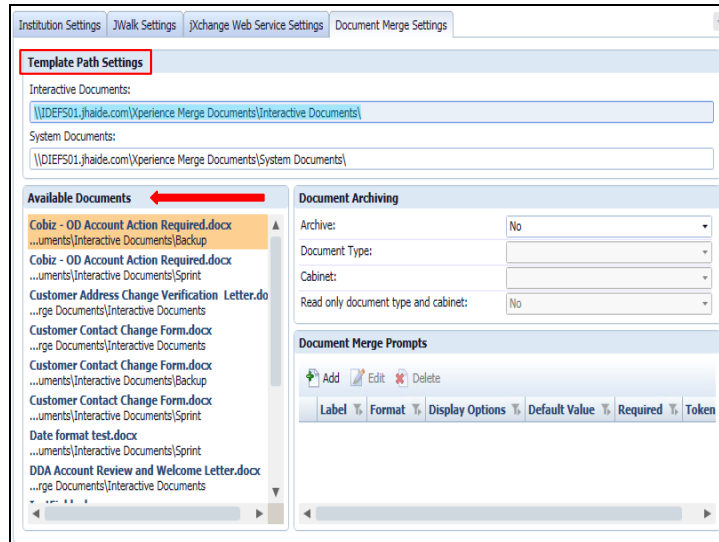 Institution Settings JWalk Settings jXchange Web Service Settings Document Merge Settings
Template Path Settings
Interactive Documents:
\\IDEFS01.jhaide.com\Xperience Merge Documents\Interactive Documents\
System Documents:
\\DIEFS01.jhaide.com\Xperience Merge Documents\System Documents\
Available Documents
Cobiz - OD Account Action Required.docx
...uments\Interactive Documents\Backup
Cobiz - OD Account Action Required.docx
...uments\Interactive Documents\Sprint
Customer Address Change Verification Letter.do
...rge Documents\Interactive Documents
Customer Contact Change Form.docx
...rge Documents\Interactive Documents
Customer Contact Change Form.docx
...uments\Interactive Documents\Backup
Customer Contact Change Form.docx
...uments\Interactive Documents\Sprint
Date format test.docx
...uments\Interactive Documents\Sprint
DDA Account Review and Welcome Letter.docx
...rge Documents\Interactive Documents
Document Archiving
Archive: No
Document Type:
Cabinet:
Read only document type and cabinet: No
Document Merge Prompts
Add Edit Delete
Label Format Display Options Default Value Required Token